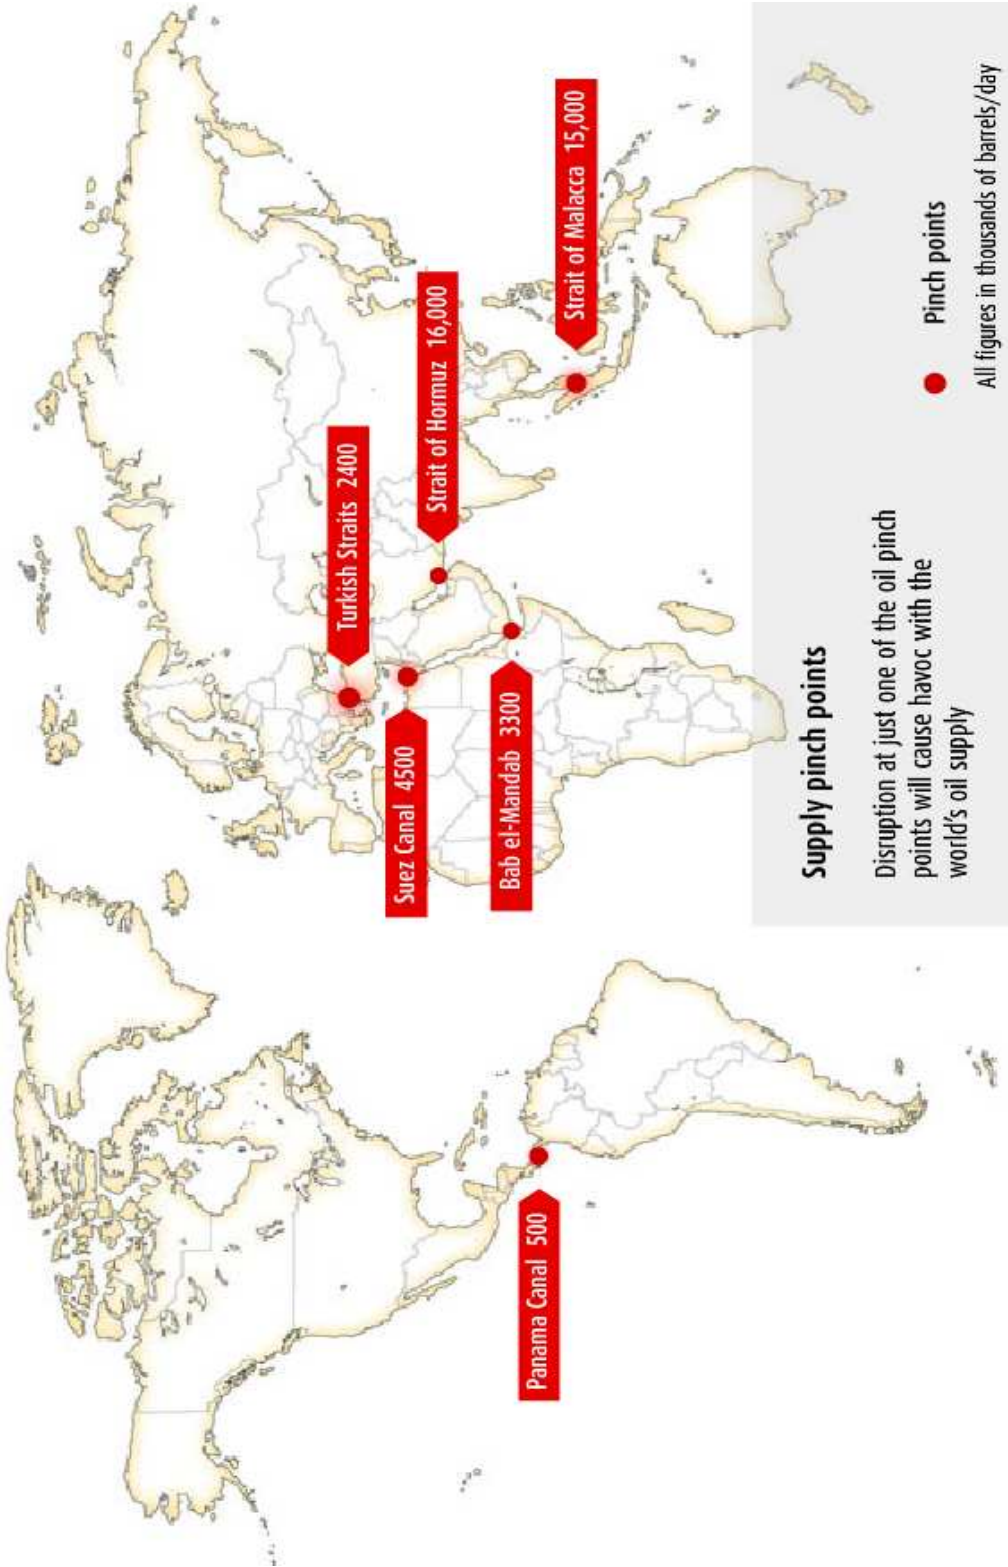 Turkish Straits 2400
Suez Canal 4500
Strait of Hormuz 16,000
Bab el-Mandab 3300
Panama Canal 500
Strait of Malacca 15,000
Supply pinch points
Disruption at just one of the oil pinch
points will cause havoc with the
world's oil supply
Pinch points
All figures in thousands of barrels/day